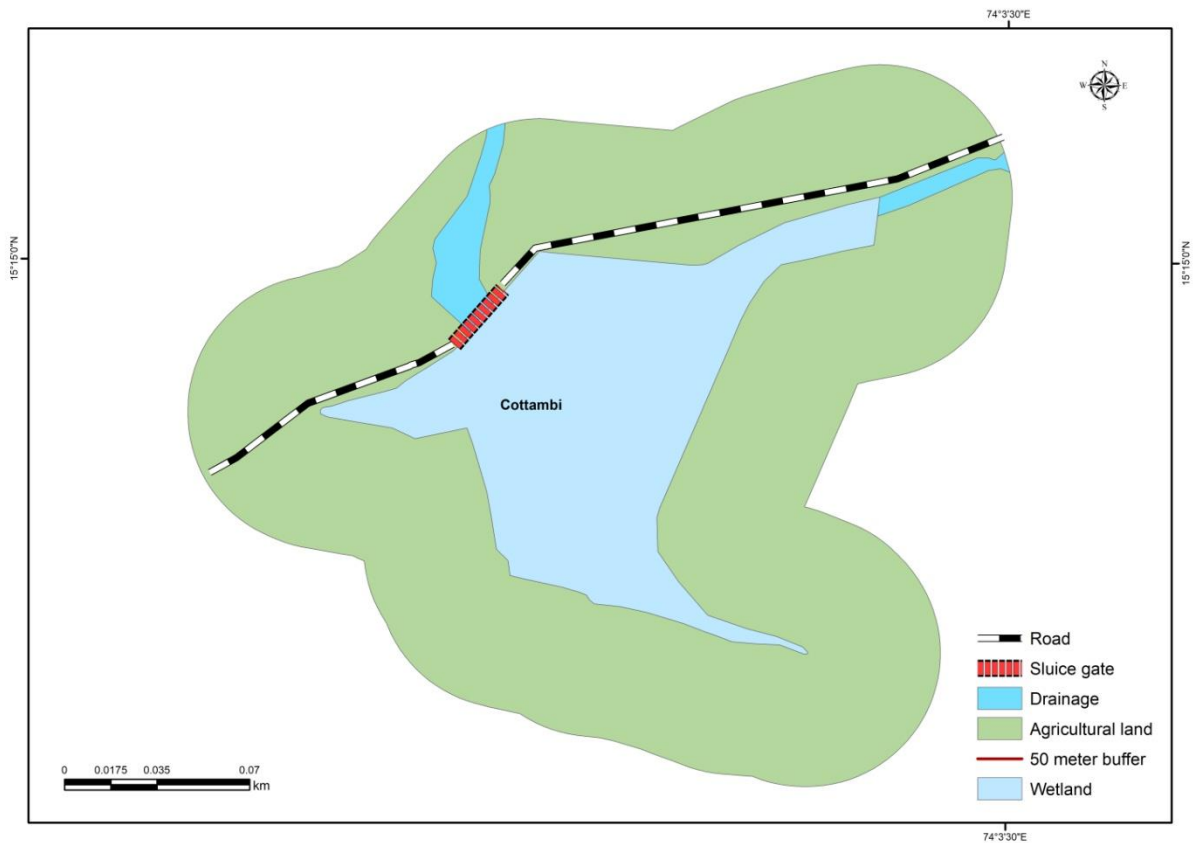 74°3'30"E
N
W E
S
15°15'0"N
15°15'0"N
Cottambi
Road
Sluice gate
Drainage
Agricultural land
50 meter buffer
Wetland
0 0.0175 0.035 0.07
km
74°3'30"E